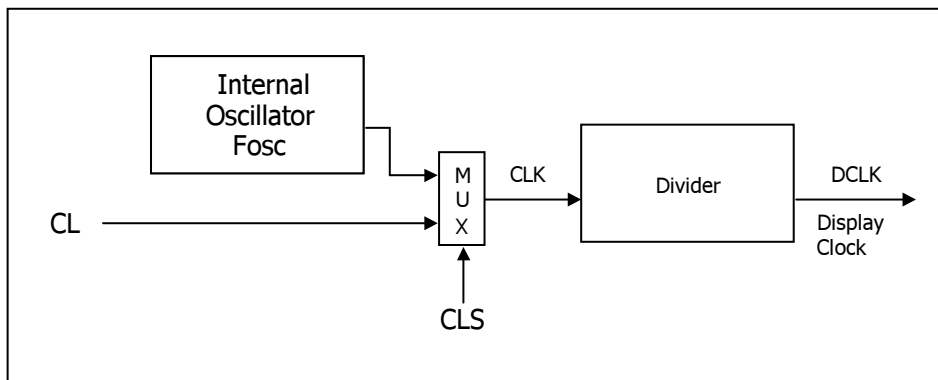 Internal
Oscillator
Fosc
M
U
X
CLK
Divider
DCLK
Display
Clock
CL
CLS